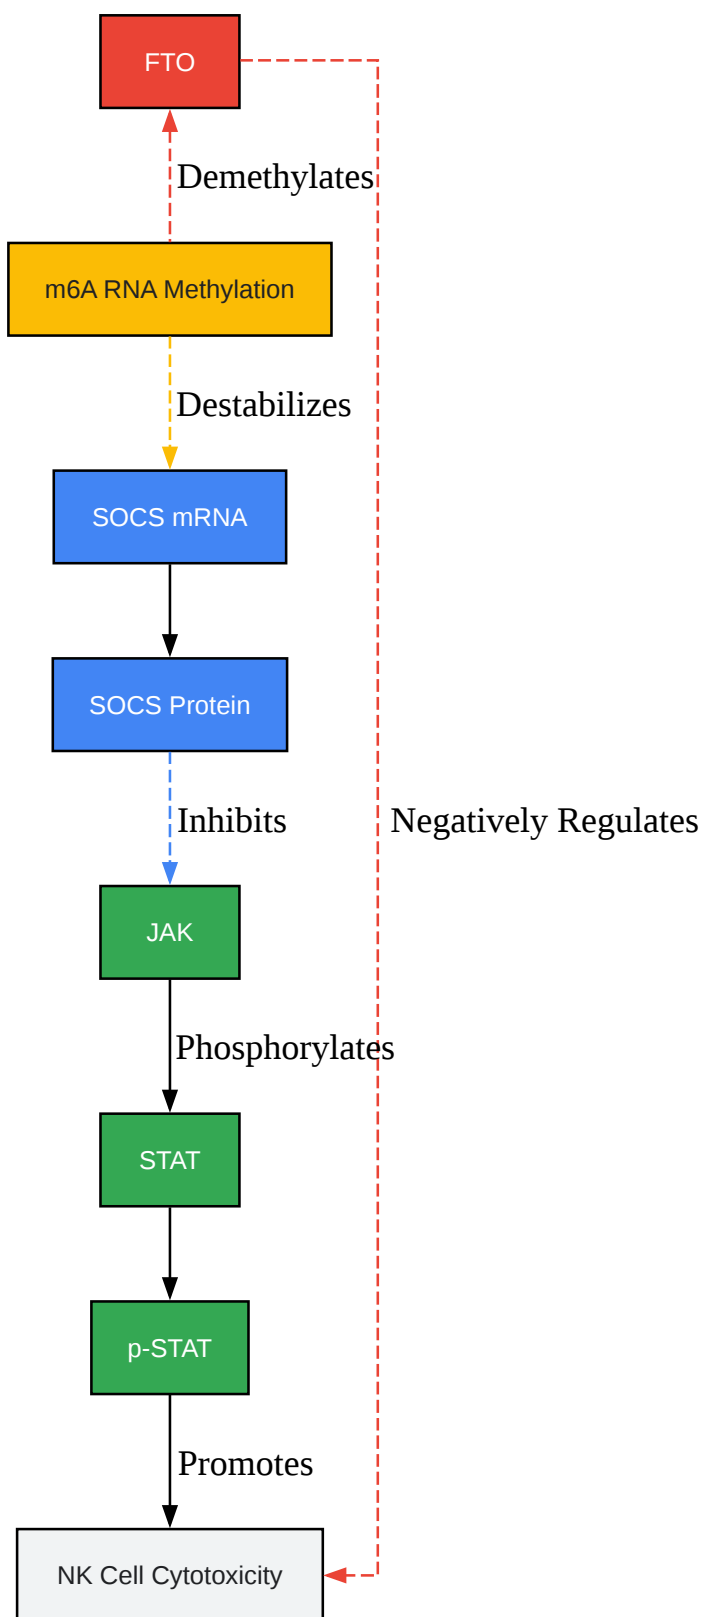 FTO
Demethylates
m6A RNA Methylation
Destabilizes
SOCS mRNA
SOCS Protein
Inhibits
Negatively Regulates
JAK
Phosphorylates
STAT
p-STAT
Promotes
NK Cell Cytotoxicity